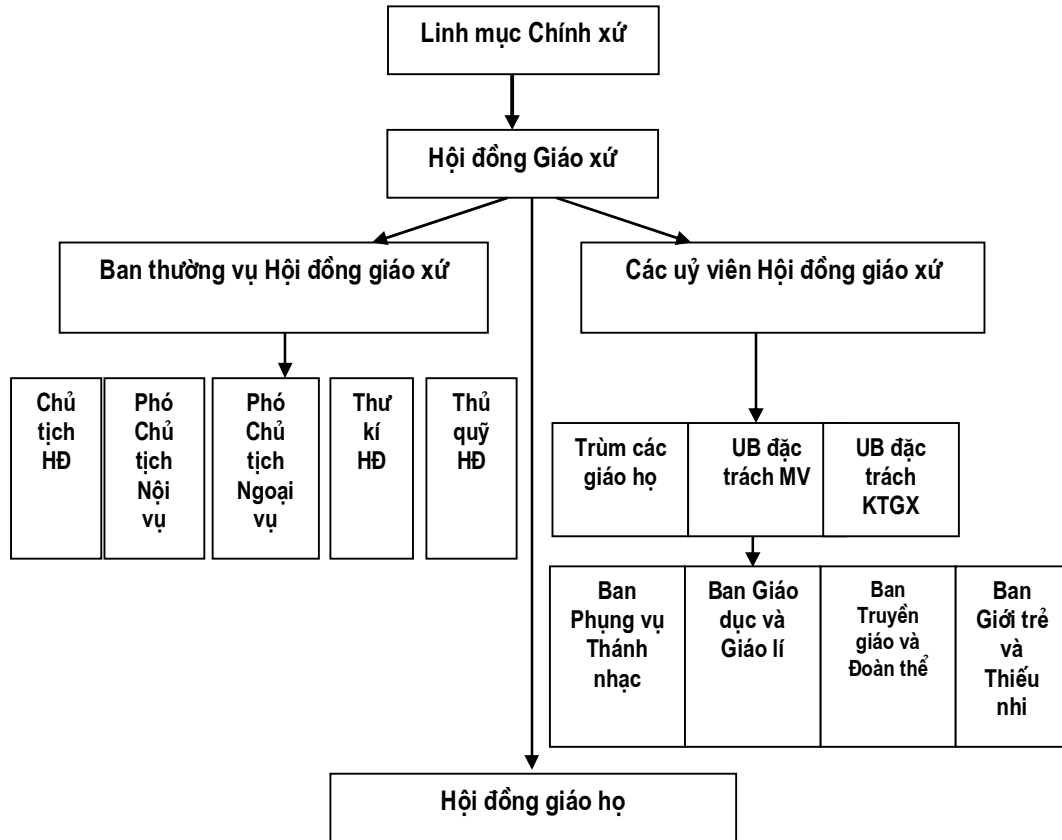 Linh mục Chính xứ
Hội đồng Giáo xứ
Ban thường vụ Hội đồng giáo xứ
Các uỷ viên Hội đồng giáo xứ
Chủ
tịch
HĐ
Phó
Chủ
tịch
Nội
vụ
Phó
Chủ
tịch
Ngoại
vụ
Thư
kí
HĐ
Thủ
quỹ
HĐ
Trùm các
giáo họ
UB đặc
trách MV
UB đặc
trách
KTGX
Ban
Phụng vụ
Thánh
nhạc
Ban Giáo
dục và
Giáo lí
Ban
Truyền
giáo và
Đoàn thể
Ban
Giới trẻ
và
Thiếu
nhi
Hội đồng giáo họ